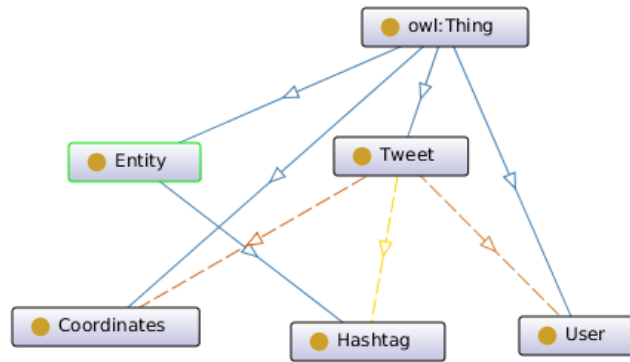 owl:Thing
Entity
Tweet
Coordinates
Hashtag
User